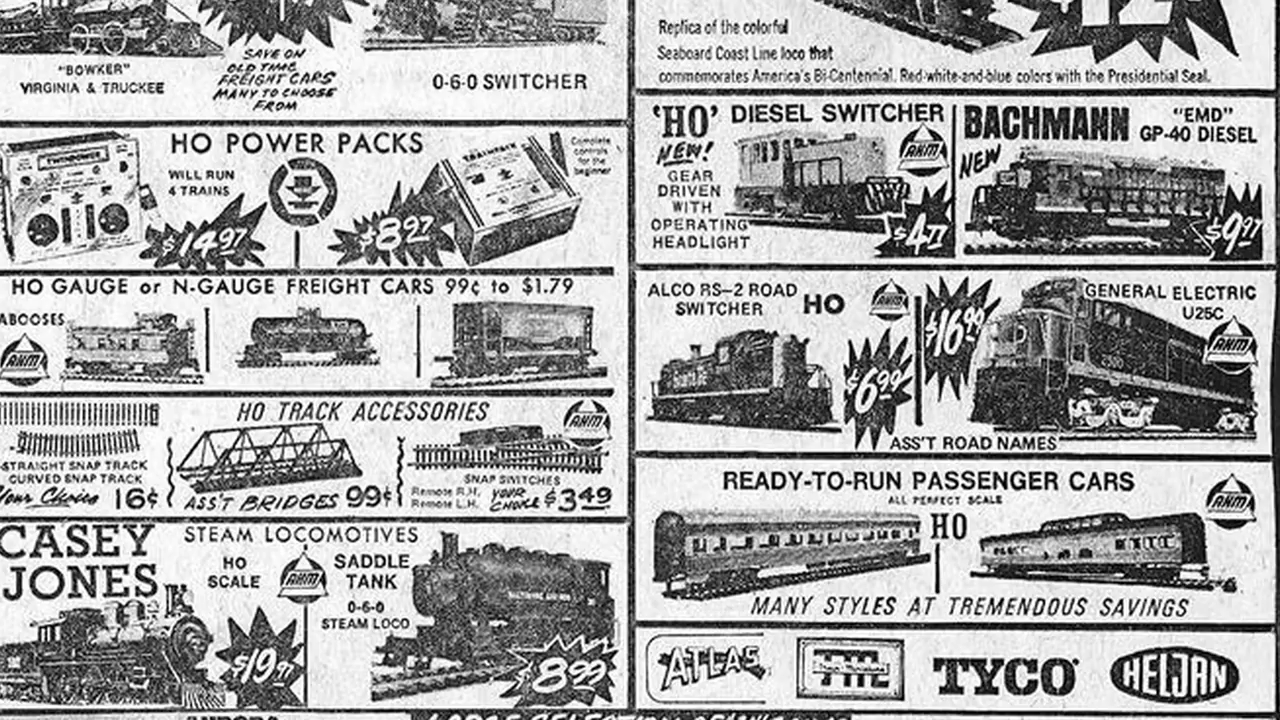 "BOWKER"
VIRGINIA & TRUCKEE
SAVE ON
OLD TIME
FREIGHT CARS
MANY TO CHOOSE
FROM
0-6-0 SWITCHER
HO POWER PACKS
TWINPOWER
WILL RUN
4 TRAINS
$14.97
$8.97
TRAINPACK
Complete
controls
for the
beginner
HO GAUGE or N-GAUGE FREIGHT CARS 99¢ to $1.79
ABOOSES
AHM
HO TRACK ACCESSORIES
AHM
STRAIGHT SNAP TRACK
CURVED SNAP TRACK
Your Choice 16¢
ASS'T BRIDGES 99¢
SNAP SWITCHES
Remote R.H.
Remote L.H.
YOUR
CHOICE $3.49
CASEY
JONES
STEAM LOCOMOTIVES
HO
SCALE
AHM
$19.97
SADDLE
TANK
0-6-0
STEAM LOCO
$8.99
Replica of the colorful
Seaboard Coast Line loco that
commemorates America's Bi-Centennial. Red-white-and-blue colors with the Presidential Seal.
'HO' DIESEL SWITCHER
NEW!
GEAR
DRIVEN
WITH
OPERATING
HEADLIGHT
AHM
$4.77
BACHMANN
"EMD"
GP-40 DIESEL
NEW
$9.97
ALCO RS-2 ROAD
SWITCHER
HO
AHM
$6.99
$16.99
GENERAL ELECTRIC
U25C
AHM
ASS'T ROAD NAMES
READY-TO-RUN PASSENGER CARS
ALL PERFECT SCALE
AHM
HO
MANY STYLES AT TREMENDOUS SAVINGS
ATLAS
TYCO
HELJAN